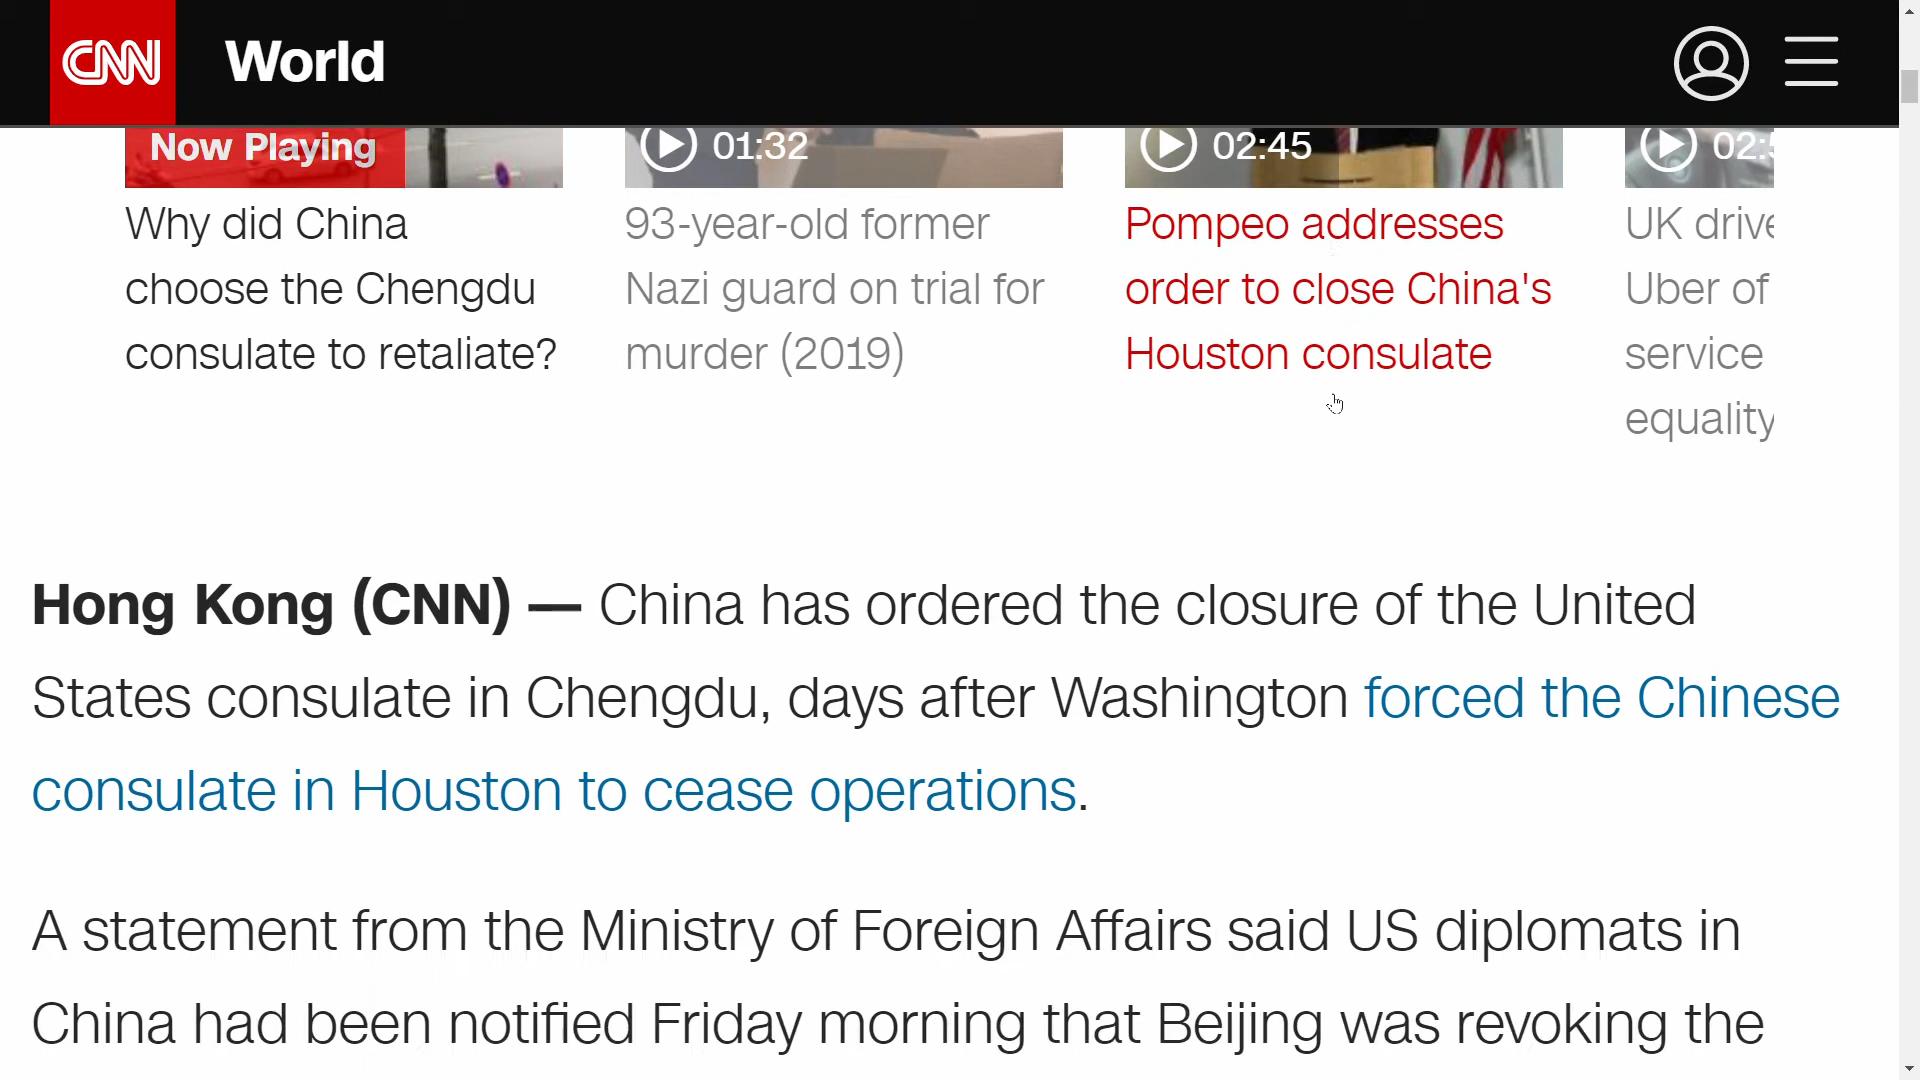 CNN World
Now Playing
01:32
02:45
Why did China
choose the Chengdu
consulate to retaliate?
93-year-old former
Nazi guard on trial for
murder (2019)
Pompeo addresses
order to close China's
Houston consulate
UK
Uber of
service
equality
Hong Kong (CNN) — China has ordered the closure of the United
States consulate in Chengdu, days after Washington forced the Chinese
consulate in Houston to cease operations.
A statement from the Ministry of Foreign Affairs said US diplomats in
China had been notified Friday morning that Beijing was revoking the